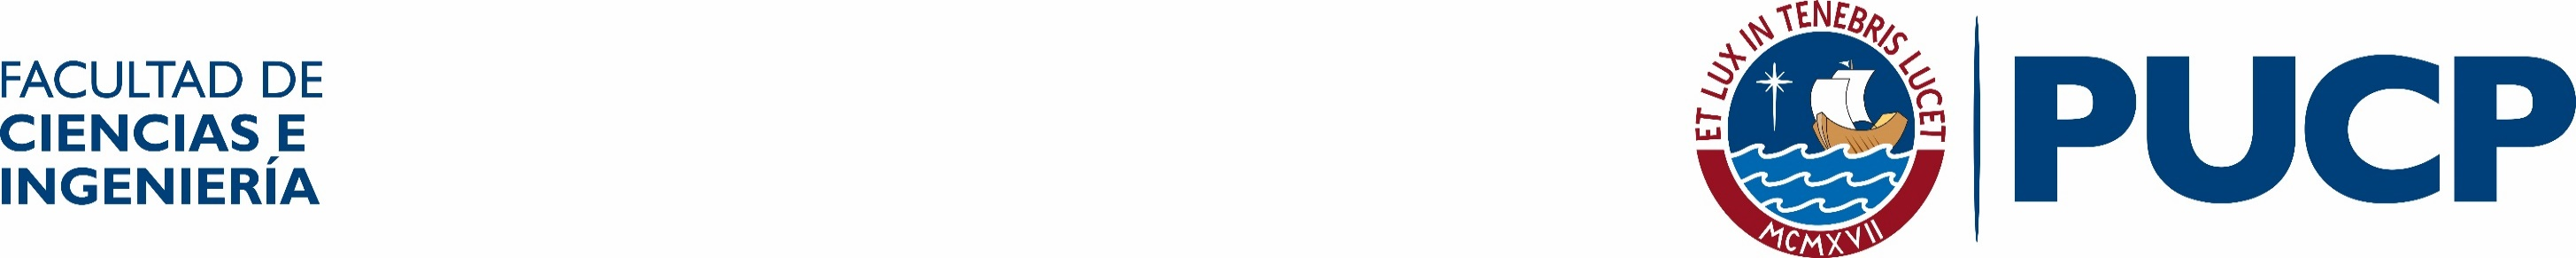 FACULTAD DE
CIENCIAS E
INGENIERÍA
ET LUX IN TENEBRIS LUCET
MCMXVII
PUCP